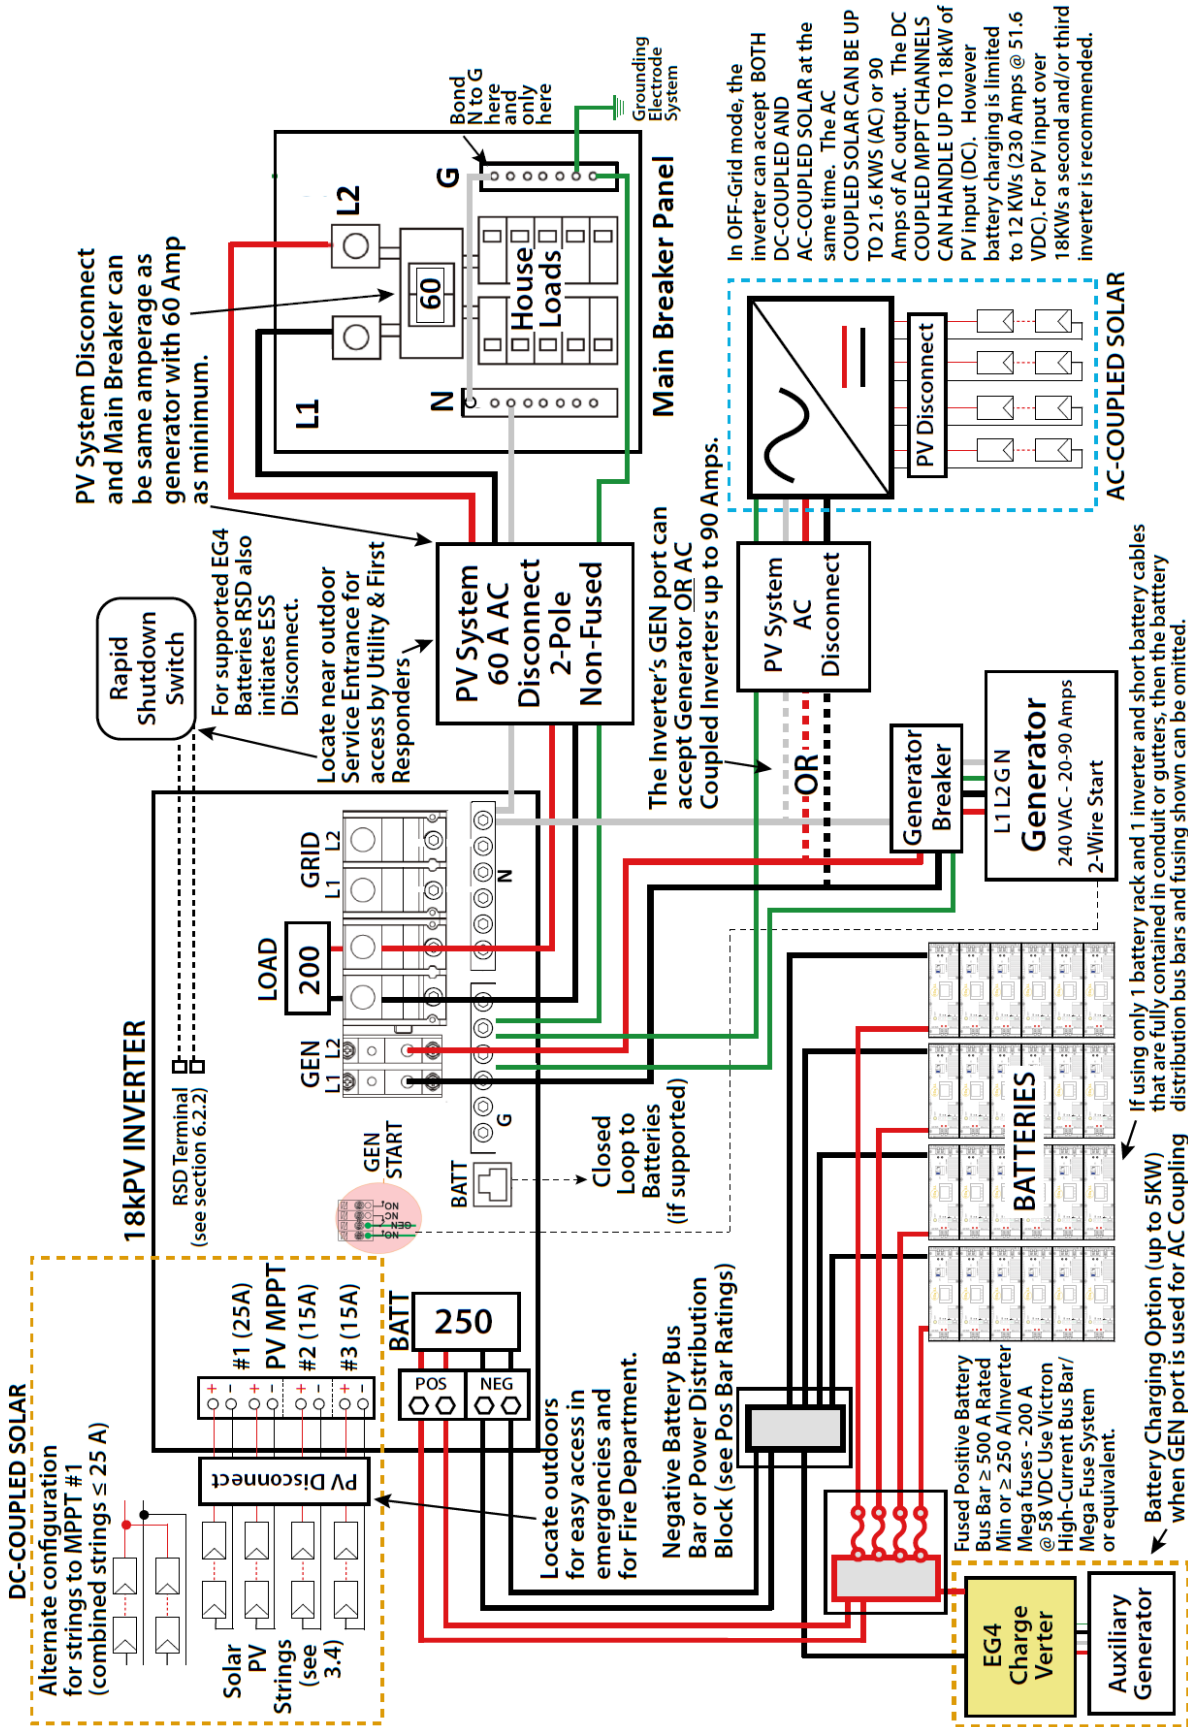 DC-COUPLED SOLAR
Alternate configuration
for strings to MPPT #1
(combined strings ≤ 25 A)
Solar
PV
Strings
(see
3.4)
PV Disconnect
+
−
+
−
+
−
+
−
#1 (25A)
PV MPPT
#2 (15A)
#3 (15A)
18kPV INVERTER
RSD Terminal
(see section 6.2.2)
Rapid
Shutdown
Switch
For supported EG4
Batteries RSD also
initiates ESS
Disconnect.
Locate near outdoor
Service Entrance for
access by Utility & First
Responders
PV System Disconnect
and Main Breaker can
be same amperage as
generator with 60 Amp
as minimum.
BATT
250
POS
NEG
GEN
START
NO
GEN
NC
NO
BATT
Closed
Loop to
Batteries
(if supported)
GEN
L1 L2
LOAD
200
GRID
L1 L2
G
N
PV System
60 A AC
Disconnect
2-Pole
Non-Fused
L1
L2
60
N
G
House
Loads
Main Breaker Panel
Bond
N to G
here
and
only
here
Grounding
Electrode
System
Locate outdoors
for easy access in
emergencies and
for Fire Department.
Negative Battery Bus
Bar or Power Distribution
Block (see Pos Bar Ratings)
The Inverter's GEN port can
accept Generator OR AC
Coupled Inverters up to 90 Amps.
OR
PV System
AC
Disconnect
PV Disconnect
AC-COUPLED SOLAR
In OFF-Grid mode, the
inverter can accept BOTH
DC-COUPLED AND
AC-COUPLED SOLAR at the
same time. The AC
COUPLED SOLAR CAN BE UP
TO 21.6 KWS (AC) or 90
Amps of AC output. The DC
COUPLED MPPT CHANNELS
CAN HANDLE UP TO 18kW of
PV input (DC). However
battery charging is limited
to 12 KWs (230 Amps @ 51.6
VDC). For PV input over
18KWs a second and/or third
inverter is recommended.
Generator
Breaker
L1 L2 G N
Generator
240 VAC - 20-90 Amps
2-Wire Start
BATTERIES
Fused Positive Battery
Bus Bar ≥ 500 A Rated
Min or ≥ 250 A/Inverter
Mega fuses - 200 A
@ 58 VDC Use Victron
High-Current Bus Bar/
Mega Fuse System
or equivalent.
EG4
Charge
Verter
Auxiliary
Generator
Battery Charging Option (up to 5KW)
when GEN port is used for AC Coupling
If using only 1 battery rack and 1 inverter and short battery cables
that are fully contained in conduit or gutters, then the battery
distribution bus bars and fusing shown can be omitted.